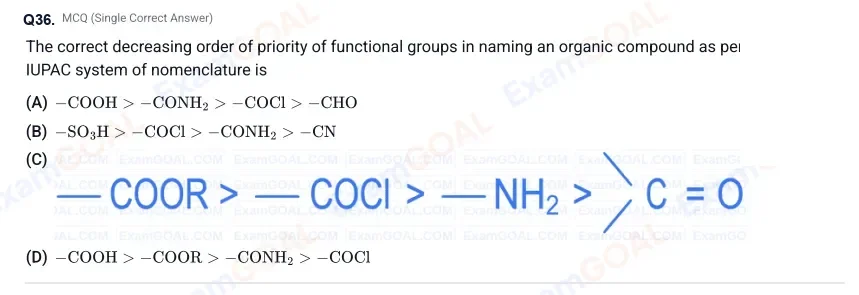 Q36. MCQ (Single Correct Answer)
The correct decreasing order of priority of functional groups in naming an organic compound as per
IUPAC system of nomenclature is
(A) −COOH > −CONH₂ > −COCl > −CHO
(B) −SO₃H > −COCl > −CONH₂ > −CN
(C)
— COOR > — COCl > — NH₂ > > C = O
(D) −COOH > −COOR > −CONH₂ > −COCl